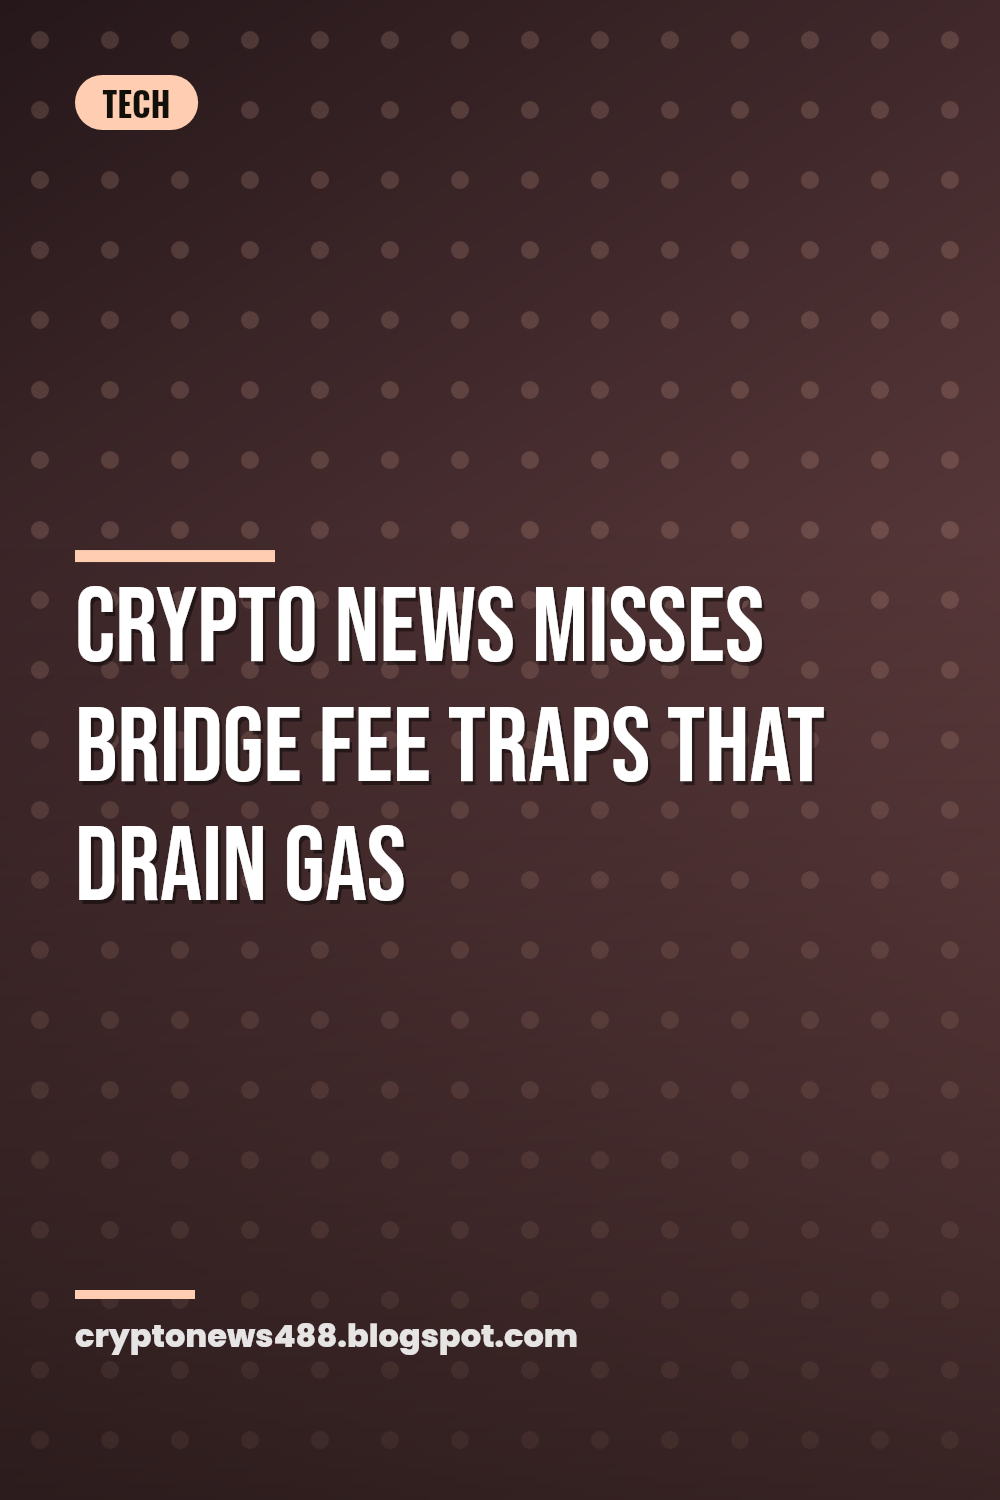 TECH
CRYPTO NEWS MISSES
BRIDGE FEE TRAPS THAT
DRAIN GAS
cryptonews488.blogspot.com